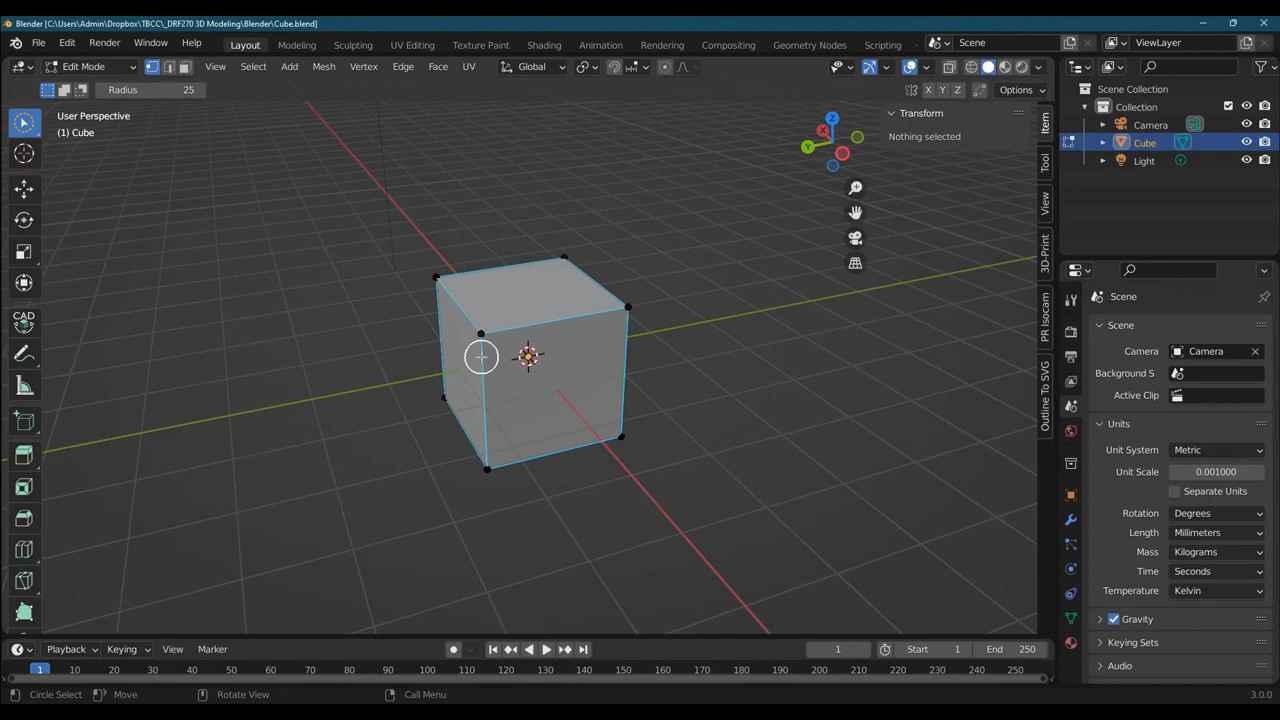 Blender [C:\Users\Admin\Dropbox\TBCC\_DRF270 3D Modeling\Blender\Cube.blend]
File Edit Render Window Help Layout Modeling Sculpting UV Editing Texture Paint Shading Animation Rendering Compositing Geometry Nodes Scripting Scene ViewLayer
Edit Mode View Select Add Mesh Vertex Edge Face UV Global
Radius 25 X Y Z Options
User Perspective
(1) Cube
Transform
Nothing selected
Z
X
Y
Item
Tool
View
3D-Print
PR Isocam
Outline To SVG
CAD
Scene Collection
Collection
Camera
Cube
Light
Scene
Scene
Camera Camera
Background S
Active Clip
Units
Unit System Metric
Unit Scale 0.001000
Separate Units
Rotation Degrees
Length Millimeters
Mass Kilograms
Time Seconds
Temperature Kelvin
Gravity
Keying Sets
Audio
Playback Keying View Marker 1 Start 1 End 250
1 10 20 30 40 50 60 70 80 90 100 110 120 130 140 150 160 170 180 190 200 210 220 230 240 250
Circle Select Move Rotate View Call Menu 3.0.0